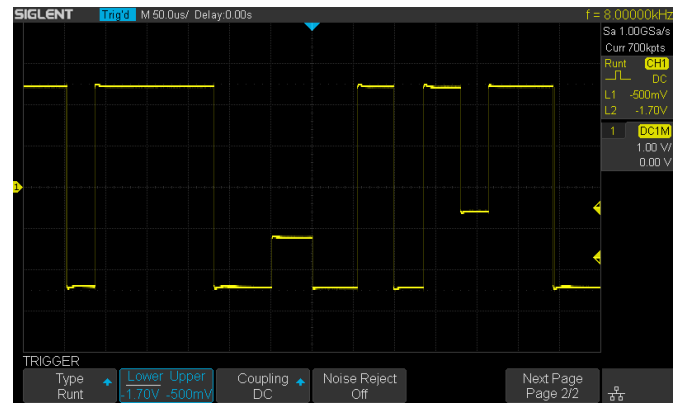 SIGLENT Trig'd M 50.0us/ Delay:0.00s f = 8.00000kHz
Sa 1.00GSa/s
Curr 700kpts
Runt CH1
DC
L1 -500mV
L2 -1.70V
1 DC1M
1.00 V/
0.00 V
1
TRIGGER
Type Lower Upper Coupling Noise Reject Next Page
Runt -1.70V -500mV DC Off Page 2/2